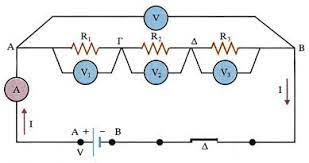 V
R₁ R₂ R₃
A Γ Δ B
V₁ V₂ V₃
A
I I
A + - B Δ
V